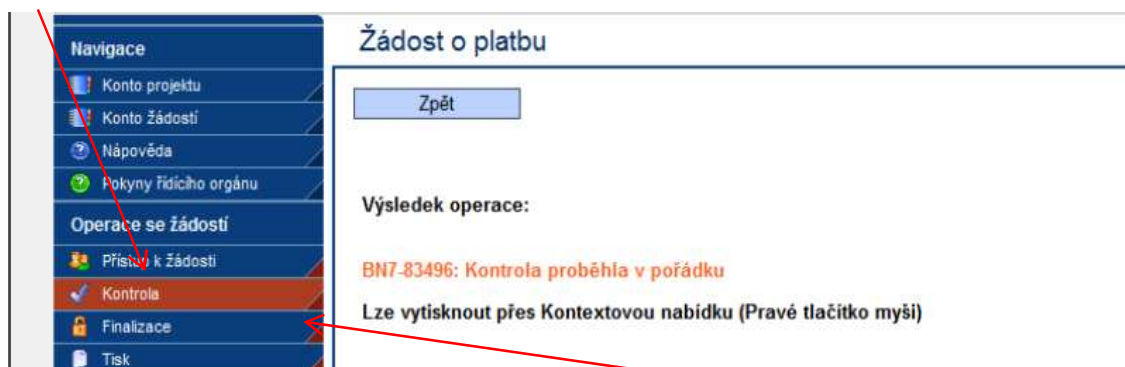 Navigace
Konto projektu
Konto žádostí
Nápověda
Pokyny řídícího orgánu
Operace se žádostí
Přístup k žádosti
Kontrola
Finalizace
Tisk
Žádost o platbu
Zpět
Výsledek operace:
BN7-83496: Kontrola proběhla v pořádku
Lze vytisknout přes Kontextovou nabídku (Pravé tlačítko myši)